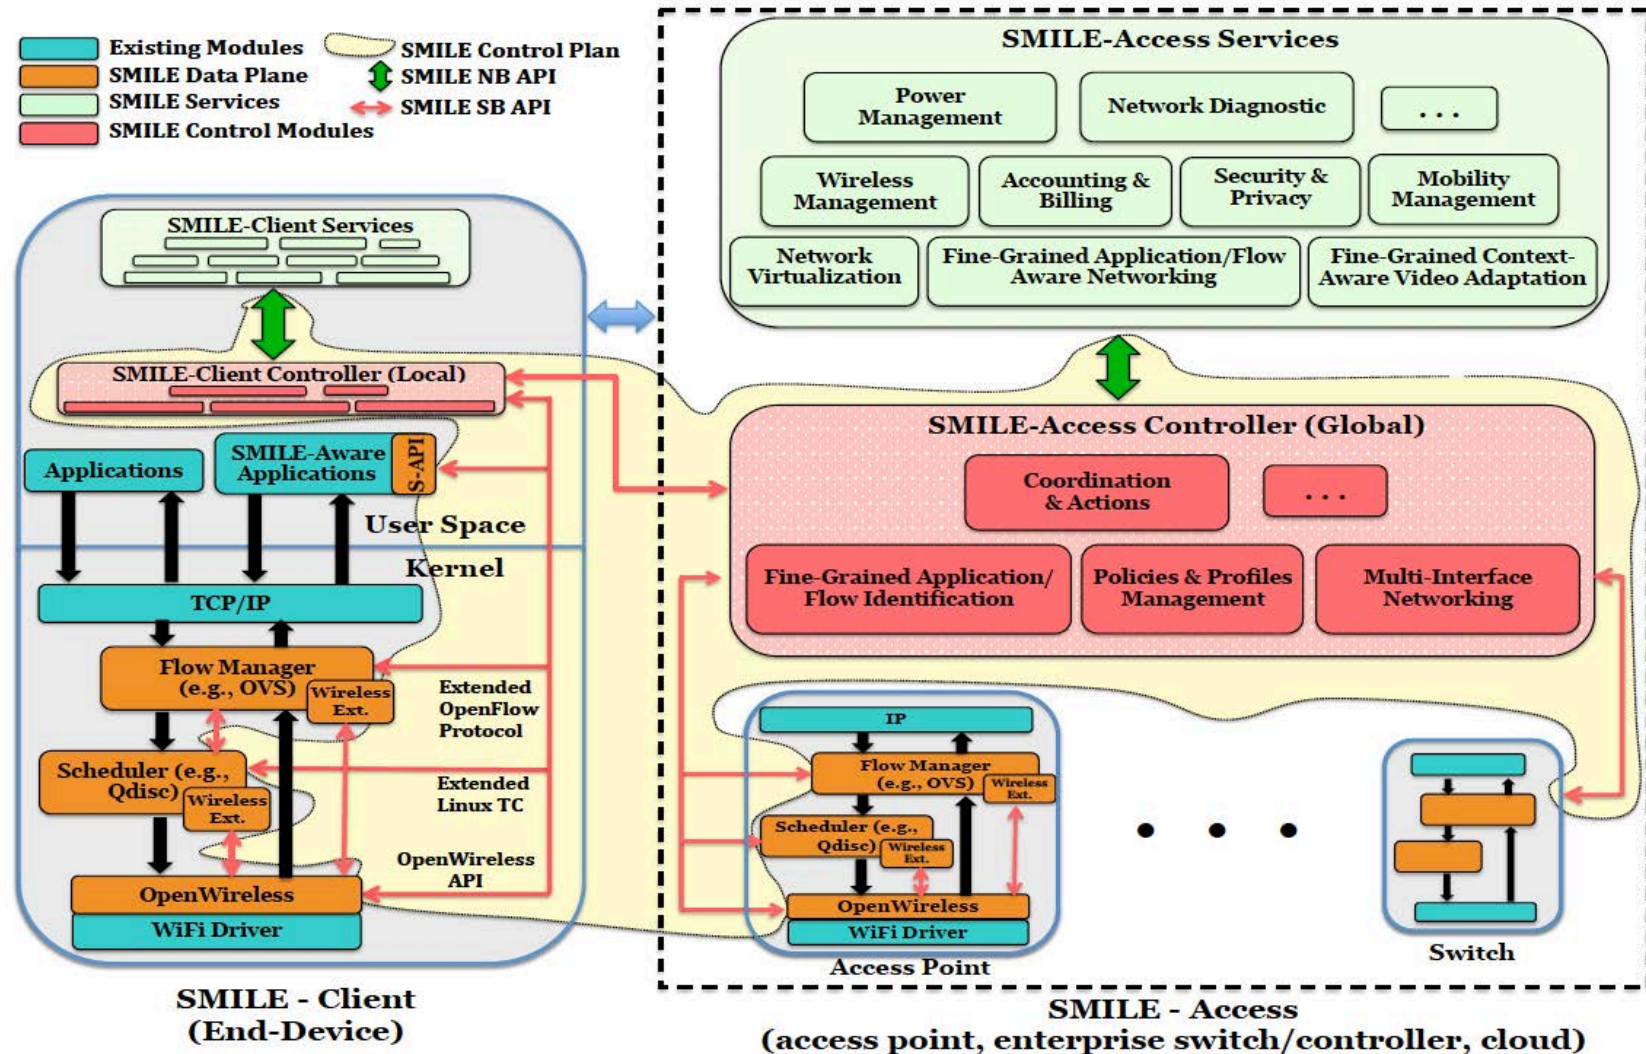 Existing Modules
SMILE Data Plane
SMILE Services
SMILE Control Modules
SMILE Control Plan
SMILE NB API
SMILE SB API
SMILE-Client Services
SMILE-Client Controller (Local)
Applications
SMILE-Aware
Applications
S-API
User Space
Kernel
TCP/IP
Flow Manager
(e.g., OVS)
Wireless
Ext.
Extended
OpenFlow
Protocol
Scheduler (e.g.,
Qdisc)
Wireless
Ext.
Extended
Linux TC
OpenWireless
API
OpenWireless
WiFi Driver
SMILE - Client
(End-Device)
SMILE-Access Services
Power
Management
Network Diagnostic
. . .
Wireless
Management
Accounting &
Billing
Security &
Privacy
Mobility
Management
Network
Virtualization
Fine-Grained Application/Flow
Aware Networking
Fine-Grained Context-
Aware Video Adaptation
SMILE-Access Controller (Global)
Coordination
& Actions
. . .
Fine-Grained Application/
Flow Identification
Policies & Profiles
Management
Multi-Interface
Networking
IP
Flow Manager
(e.g., OVS)
Wireless
Ext.
Scheduler (e.g.,
Qdisc)
Wireless
Ext.
OpenWireless
WiFi Driver
Access Point
• • •
Switch
SMILE - Access
(access point, enterprise switch/controller, cloud)